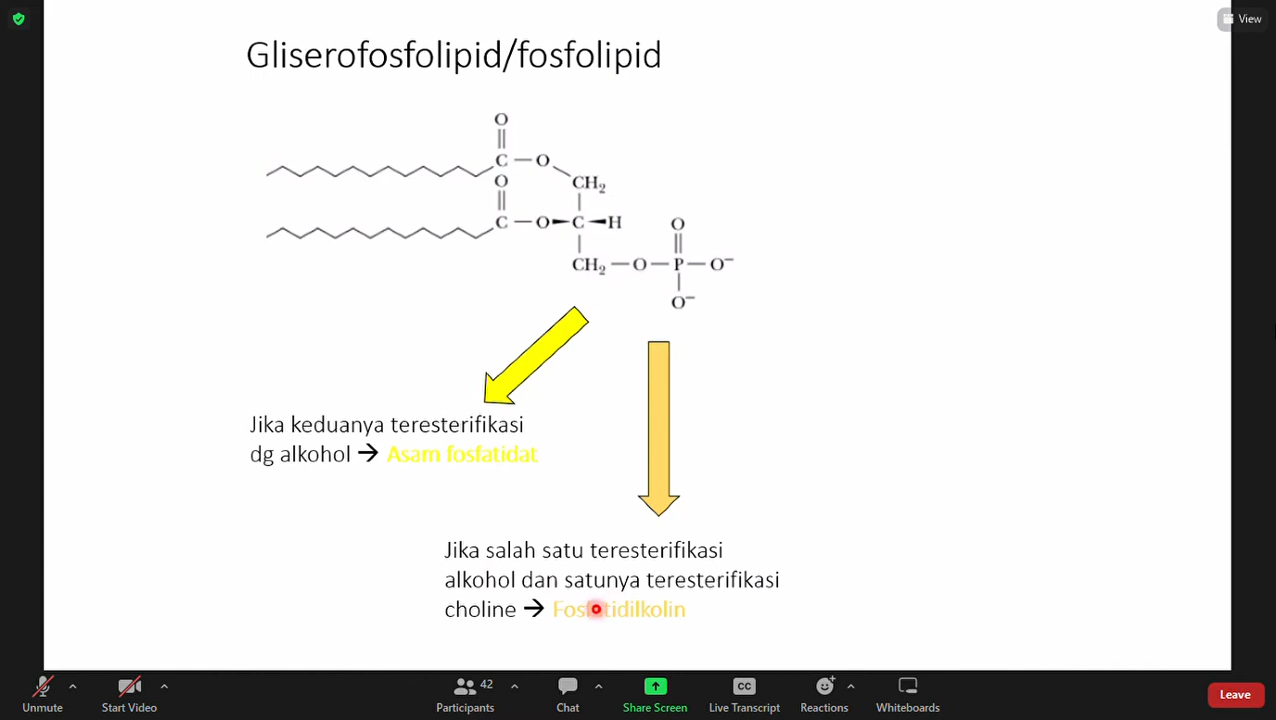 View
Gliserofosfolipid/fosfolipid
O
C—O
CH₂
O
C—O—C—H
O
CH₂—O—P—O⁻
O⁻
Jika keduanya teresterifikasi
dg alkohol → Asam fosfatidat
Jika salah satu teresterifikasi
alkohol dan satunya teresterifikasi
choline → Fosfatidilkolin
42
CC
Unmute Start Video Participants Chat Share Screen Live Transcript Reactions Whiteboards Leave